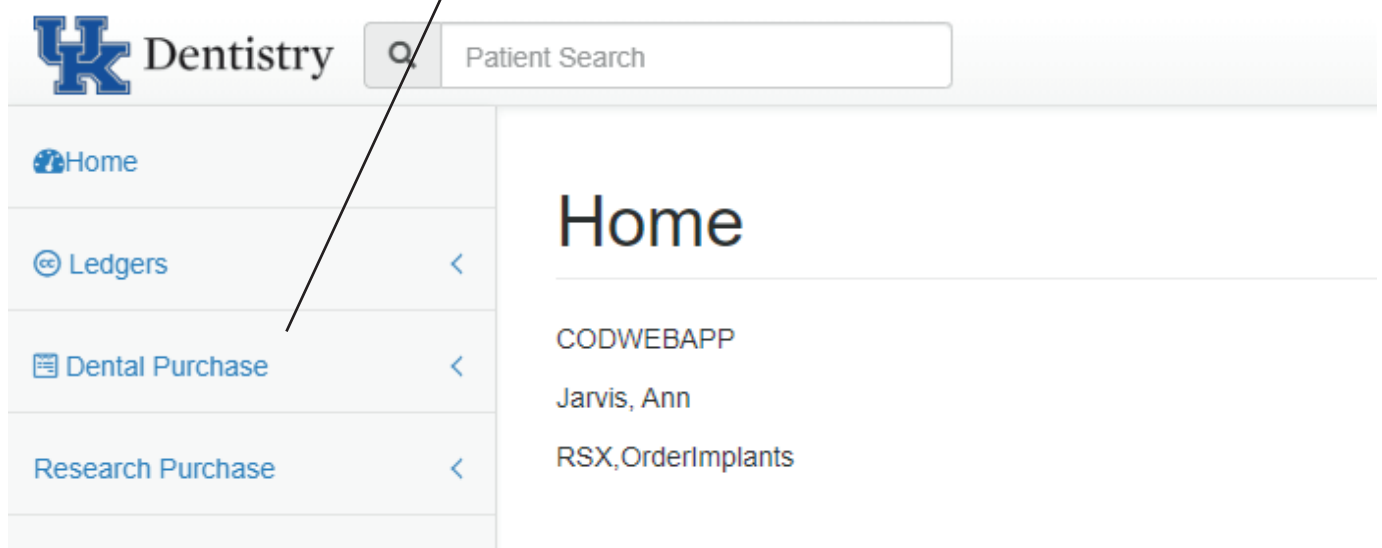 UK Dentistry
Patient Search
Home
Ledgers
Dental Purchase
Research Purchase
Home
CODWEBAPP
Jarvis, Ann
RSX,OrderImplants